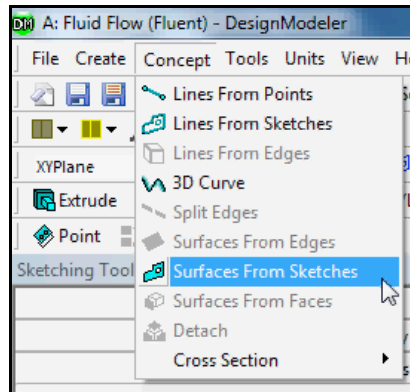 DM A: Fluid Flow (Fluent) - DesignModeler
File Create Concept Tools Units View
Lines From Points
Lines From Sketches
Lines From Edges
XYPlane
3D Curve
Extrude
Split Edges
Point
Surfaces From Edges
Sketching Tool
Surfaces From Sketches
Surfaces From Faces
Detach
Cross Section